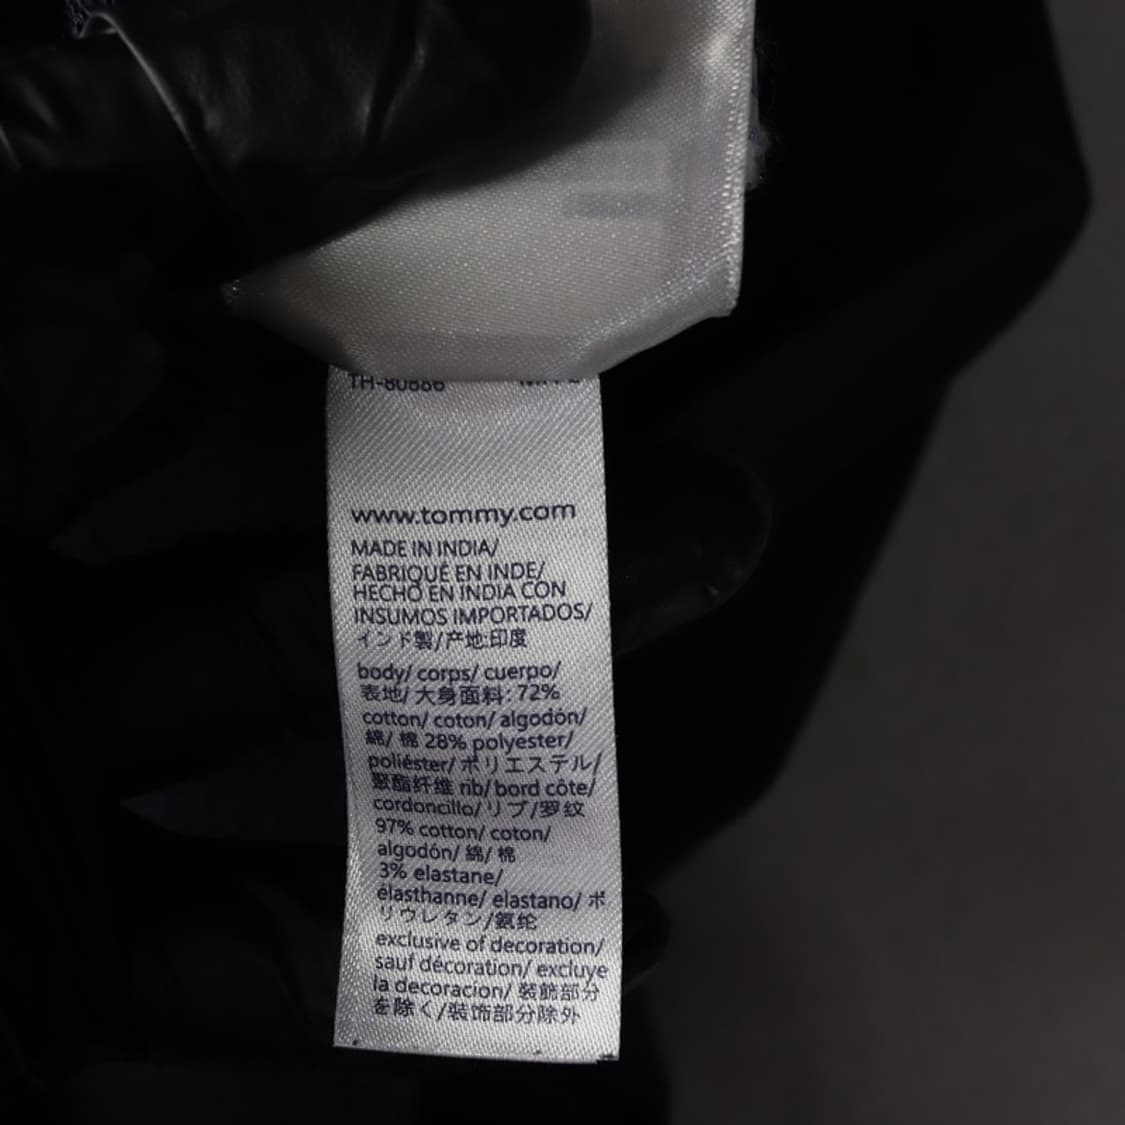 TH-80886
www.tommy.com
MADE IN INDIA/
FABRIQUÉ EN INDE/
HECHO EN INDIA CON
INSUMOS IMPORTADOS/
インド製/产地:印度
body/ corps/ cuerpo/
表地/ 大身面料: 72%
cotton/ coton/ algodón/
綿/ 棉 28% polyester/
poliéster/ ポリエステル/
聚酯纤维 rib/ bord côte/
cordoncillo/リブ/罗纹
97% cotton/ coton/
algodón/ 綿/ 棉
3% elastane/
élasthanne/ elastano/ ポ
リウレタン/氨纶
exclusive of decoration/
sauf décoration/ excluye
la decoracion/ 装飾部分
を除く/装饰部分除外